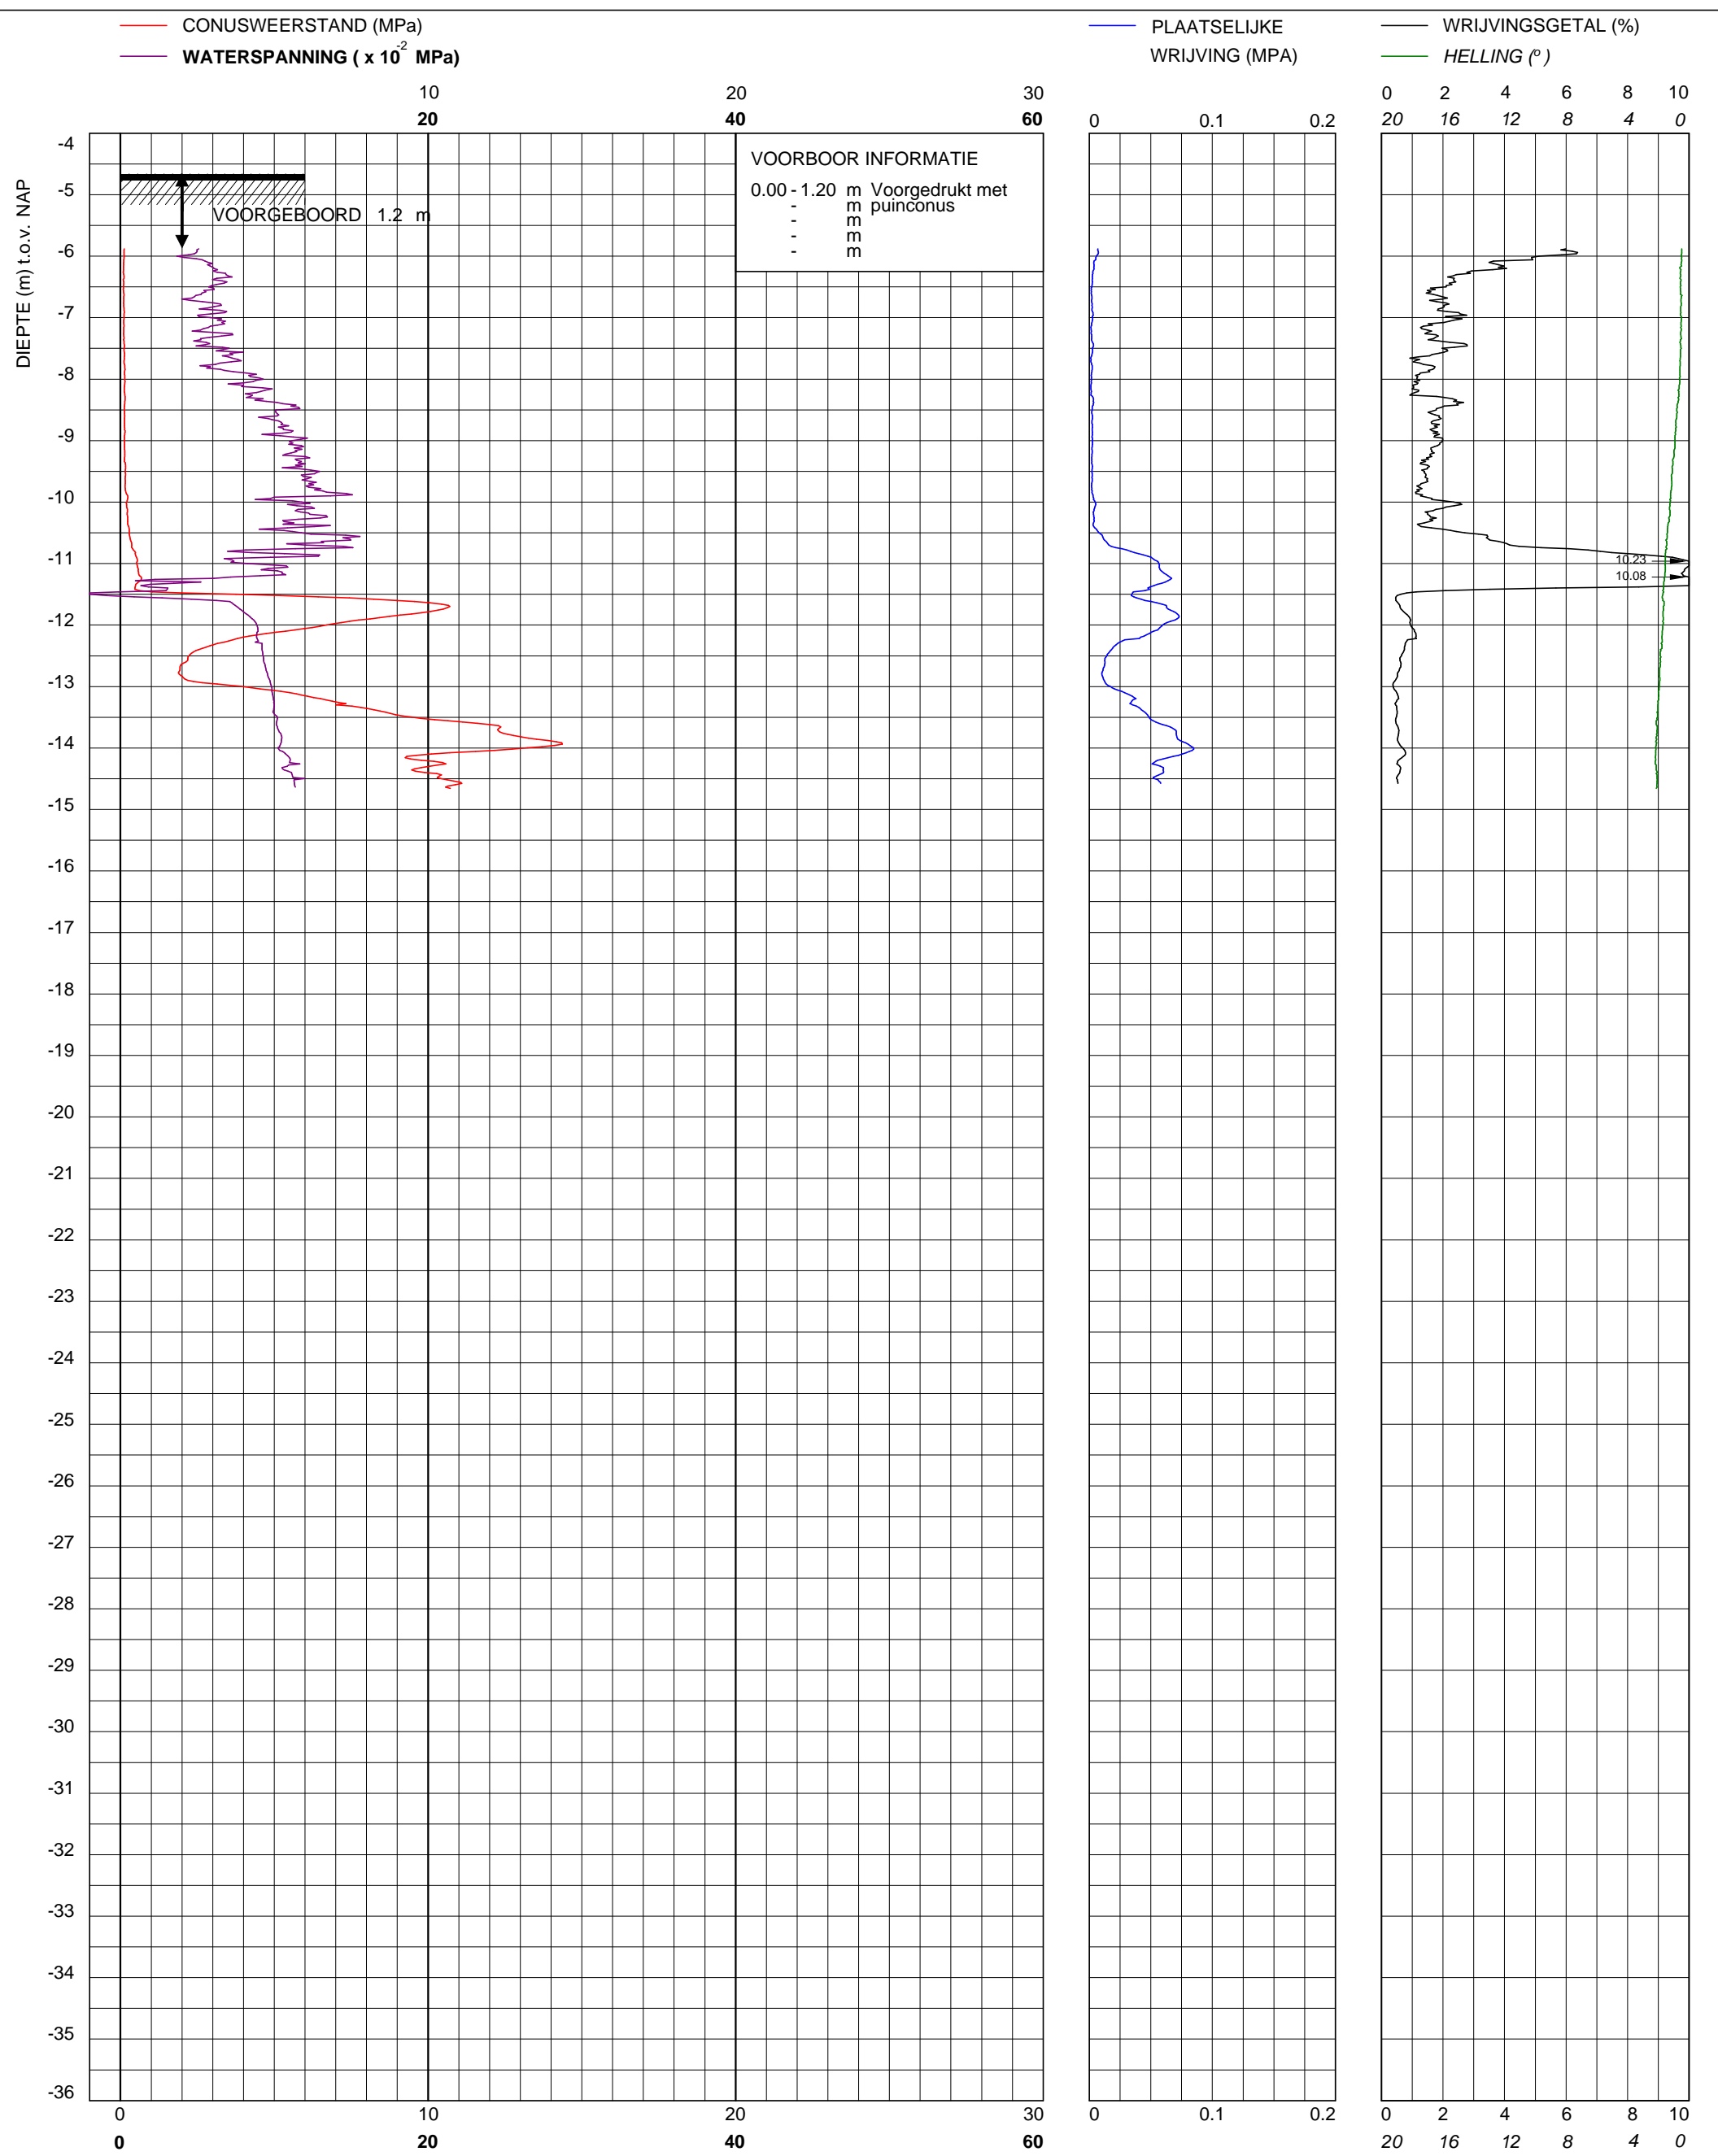 CONUSWEERSTAND (MPa)
WATERSPANNING ( x 10-2 MPa)
PLAATSELIJKE
WRIJVING (MPA)
WRIJVINGSGETAL (%)
HELLING (º)
10 20 30
20 40 60
0 0.1 0.2
0 2 4 6 8 10
20 16 12 8 4 0
DIEPTE (m) t.o.v. NAP
VOORGEBOORD 1.2 m
VOORBOOR INFORMATIE
0.00 - 1.20 m Voorgedrukt met
- m puinconus
- m
- m
- m
10.23
10.08
-4
-5
-6
-7
-8
-9
-10
-11
-12
-13
-14
-15
-16
-17
-18
-19
-20
-21
-22
-23
-24
-25
-26
-27
-28
-29
-30
-31
-32
-33
-34
-35
-36
0 10 20 30
0 20 40 60
0 0.1 0.2
0 2 4 6 8 10
20 16 12 8 4 0